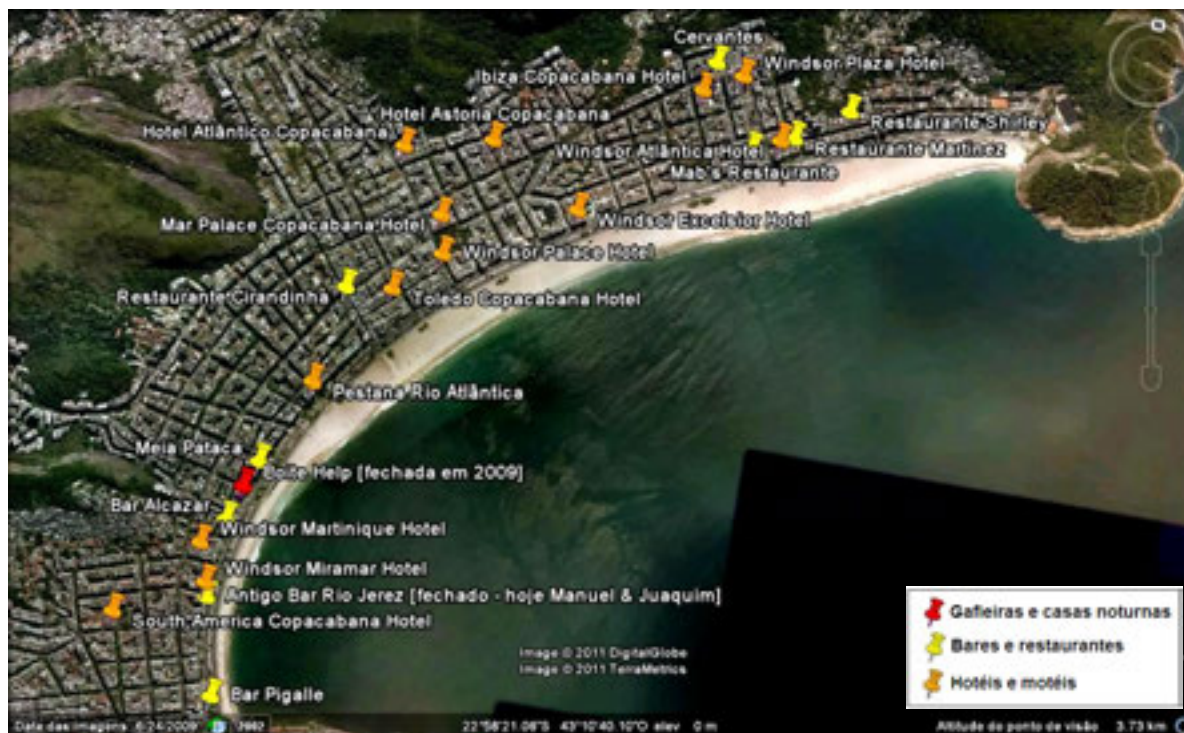 Cervantes
Windsor Plaza Hotel
Ibiza Copacabana Hotel
Hotel Astoria Copacabana
Hotel Atlântico Copacabana
Restaurante Shirley
Windsor Atlântica Hotel
Restaurante Martinez
Mab's Restaurante
Mar Palace Copacabana Hotel
Windsor Excelsior Hotel
Windsor Palace Hotel
Restaurante Cirandinha
Toledo Copacabana Hotel
Pestana Rio Atlântica
Meia Pataca
Boite Help [fechada em 2009]
Bar Alcazar
Windsor Martinique Hotel
Windsor Miramar Hotel
Antigo Bar Rio Jerez [fechado - hoje Manuel & Juaquim]
South America Copacabana Hotel
Bar Pigalle
Gafieiras e casas noturnas
Bares e restaurantes
Hotéis e motéis
Image © 2011 DigitalGlobe
Image © 2011 TerraMetrics
Data das imagens 6/24/2009
22°58'21.08"S 43°10'40.10"O elev 0 m
Altitude do ponto de visão 3.73 km